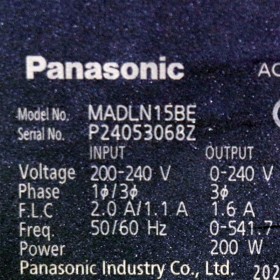 Panasonic AC
Model No. MADLN15BE
Serial No. P24053068Z
INPUT OUTPUT
Voltage 200-240 V 0-240 V
Phase 1ϕ/3ϕ 3ϕ
F.L.C 2.0 A/1.1 A 1.6 A
Freq. 50/60 Hz 0-541.7
Power 200 W
Panasonic Industry Co., Ltd. 202